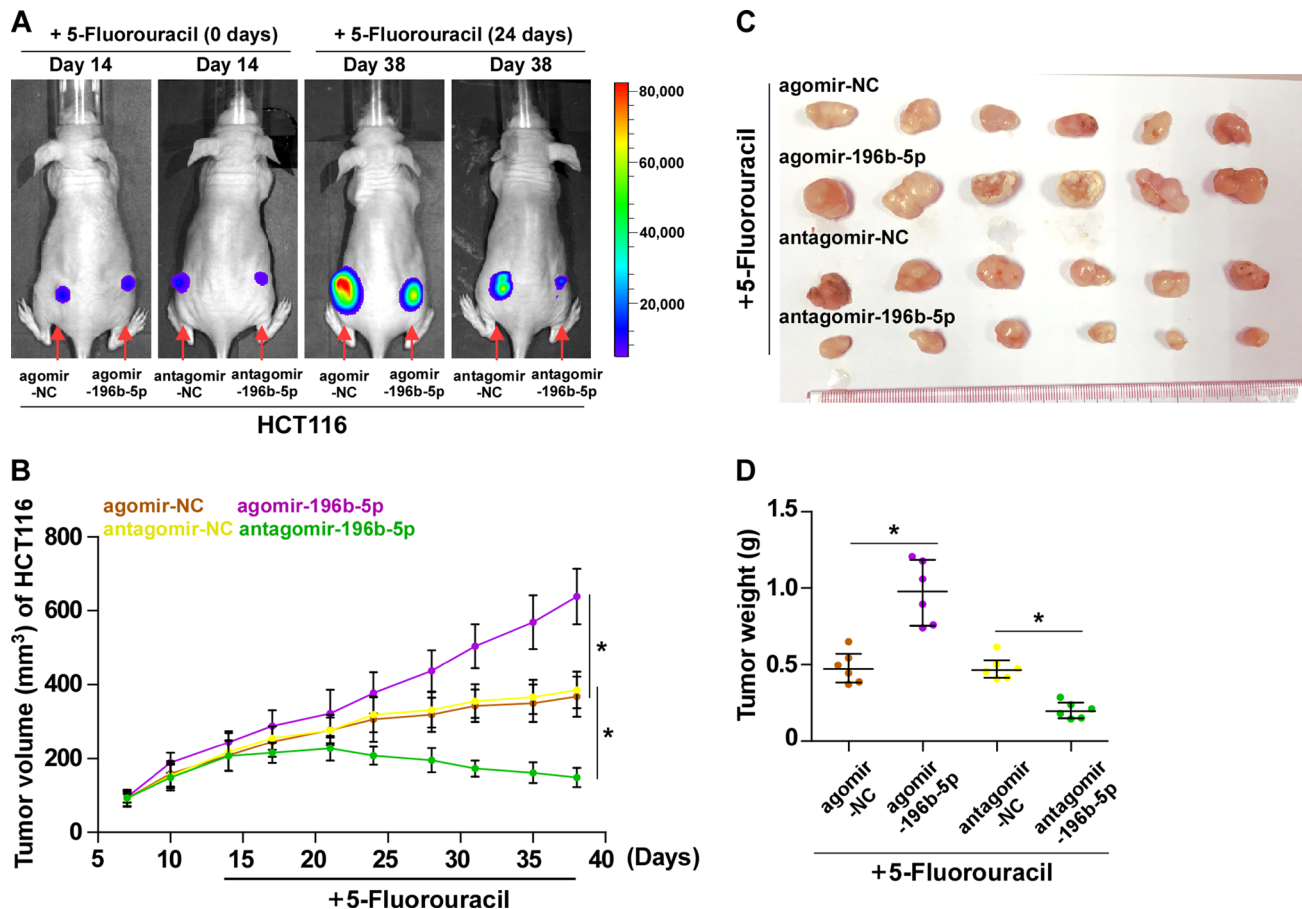 A
+ 5-Fluorouracil (0 days)
+ 5-Fluorouracil (24 days)
Day 14
Day 14
Day 38
Day 38
80,000
60,000
40,000
20,000
agomir
-NC
agomir
-196b-5p
antagomir
-NC
antagomir
-196b-5p
agomir
-NC
agomir
-196b-5p
antagomir
-NC
antagomir
-196b-5p
HCT116
C
+5-Fluorouracil
agomir-NC
agomir-196b-5p
antagomir-NC
antagomir-196b-5p
B
agomir-NC
agomir-196b-5p
antagomir-NC
antagomir-196b-5p
Tumor volume (mm³) of HCT116
800
600
400
200
0
*
*
5
10
15
20
25
30
35
40
(Days)
+5-Fluorouracil
D
Tumor weight (g)
1.5
1.0
0.5
0
*
*
agomir
-NC
agomir
-196b-5p
antagomir
-NC
antagomir
-196b-5p
+5-Fluorouracil